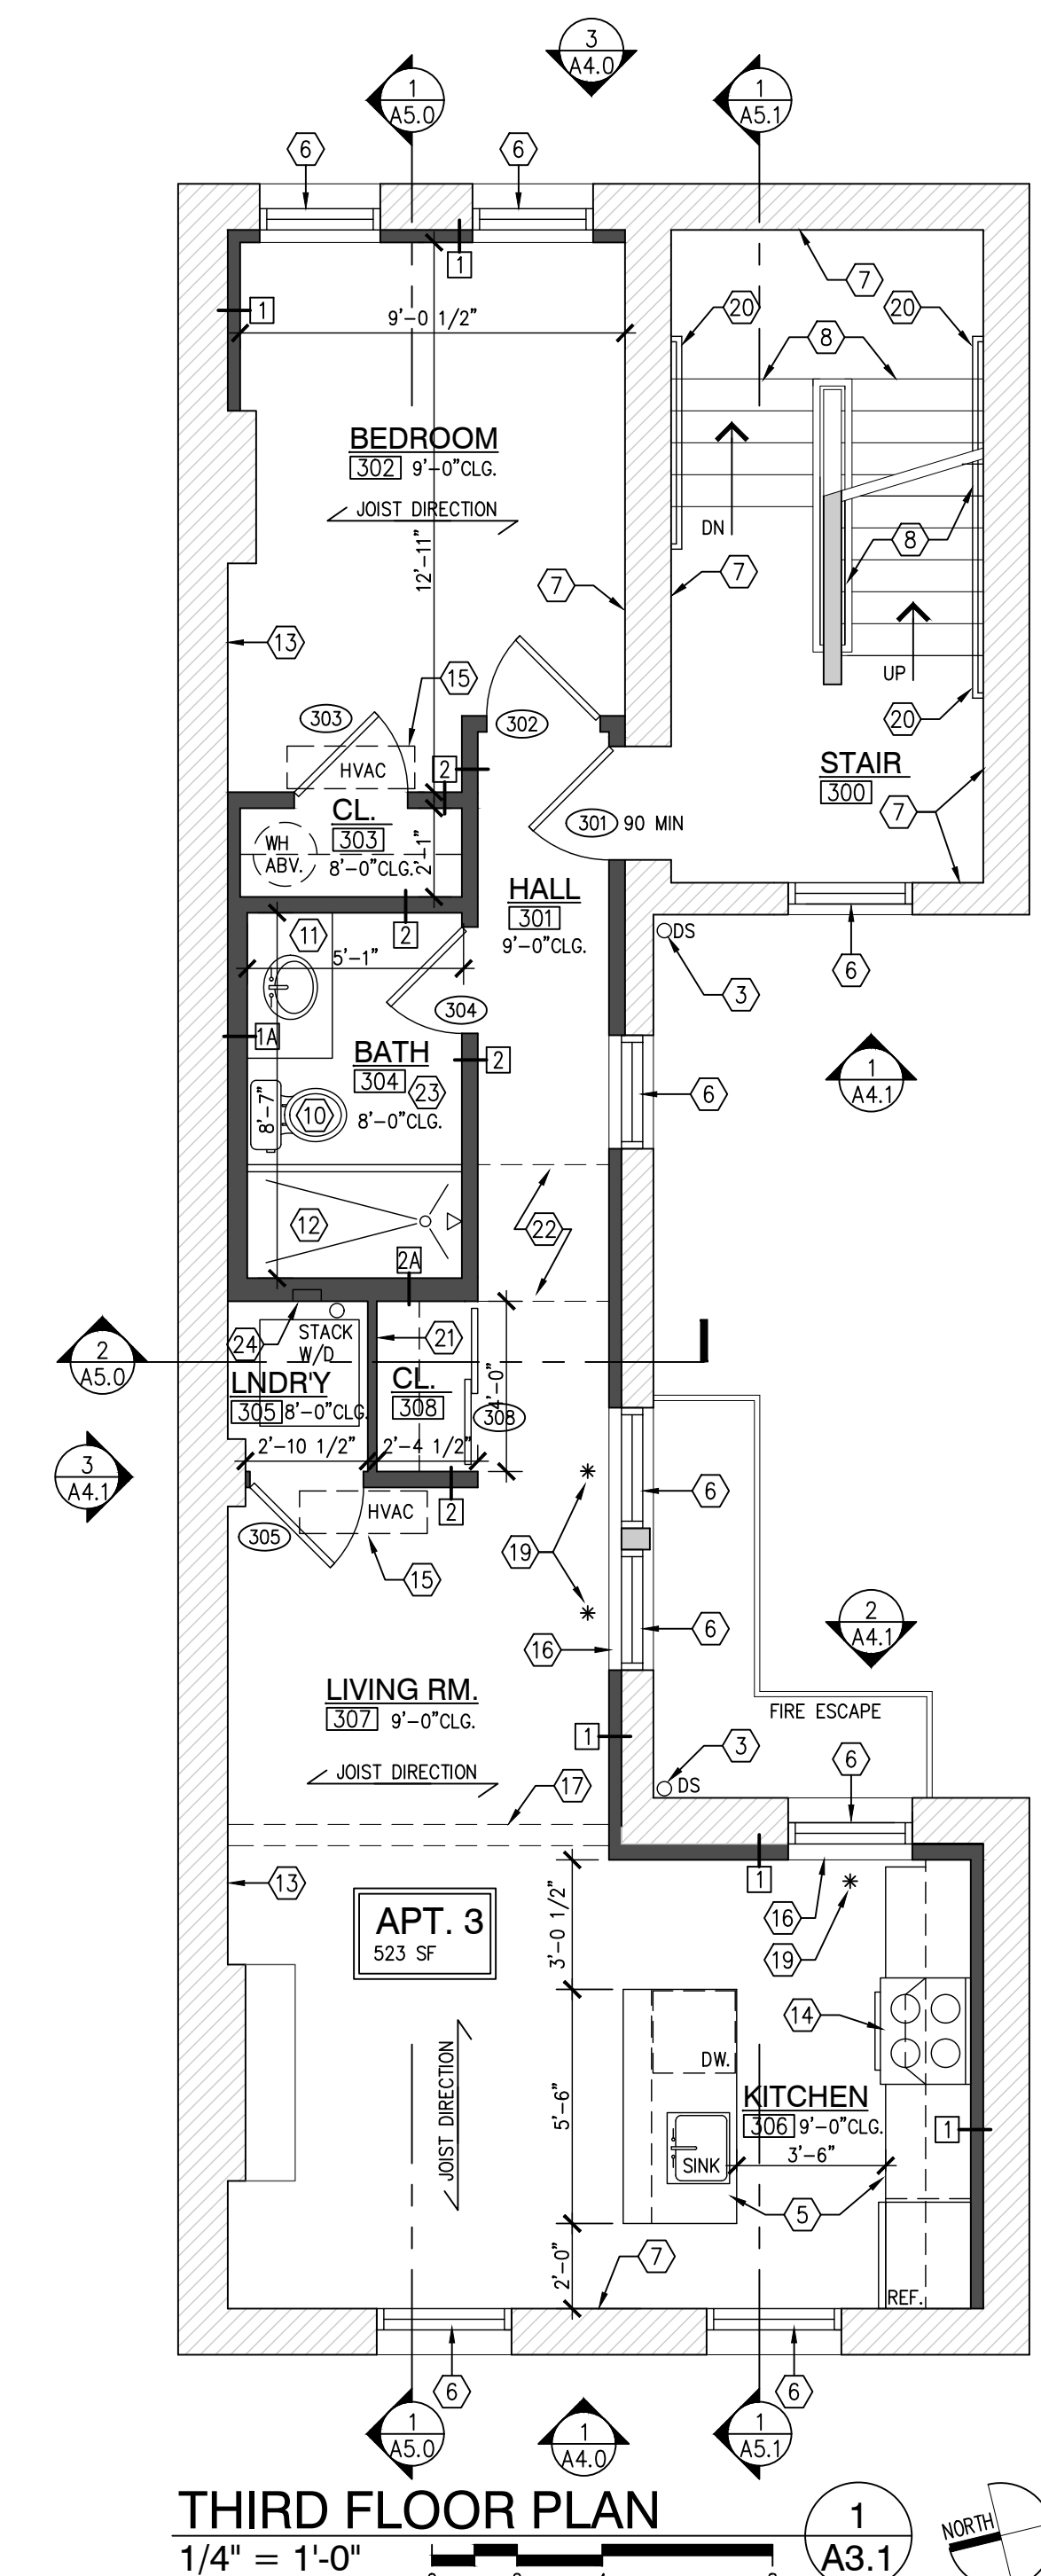 3
A4.0
1
A5.0
1
A5.1
6
6
1
7
1
9'-0 1/2"
20
20
8
BEDROOM
302 9'-0"CLG.
JOIST DIRECTION
DN
8
12'-11"
7
7
13
UP
15
303
302
20
HVAC
2
STAIR
300
CL.
303
8'-0"CLG.
2'-1"
WH
ABV.
301 90 MIN
7
HALL
301
9'-0"CLG.
11
2
DS
5'-1"
6
3
304
1A
BATH
304
23
8'-0"CLG.
2
1
A4.1
6
8'-7"
10
12
22
2A
24
STACK
W/D
21
2
A5.0
LNDR'Y
305 8'-0"CLG.
CL.
308
4'-0"
308
2'-10 1/2"
2'-4 1/2"
3
A4.1
6
HVAC
2
305
19
15
2
A4.1
6
16
LIVING RM.
307 9'-0"CLG.
FIRE ESCAPE
1
3
6
JOIST DIRECTION
17
DS
13
1
APT. 3
523 SF
3'-0 1/2"
16
19
14
DW.
JOIST DIRECTION
5'-6"
KITCHEN
306 9'-0"CLG.
1
SINK
3'-6"
5
7
2'-0"
REF.
6
6
1
A5.0
1
A4.0
1
A5.1
THIRD FLOOR PLAN
1/4" = 1'-0"
1
A3.1
NORTH